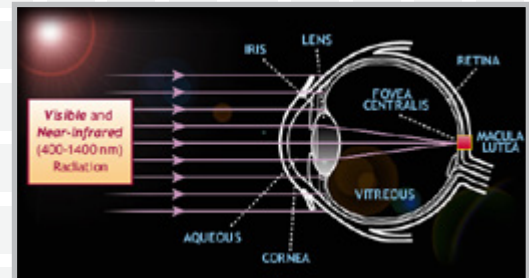 IRIS
LENS
RETINA
FOVEA
CENTRALIS
Visible and
Near-Infrared
(400-1400 nm)
Radiation
MACULA
LUTEA
VITREOUS
AQUEOUS
CORNEA